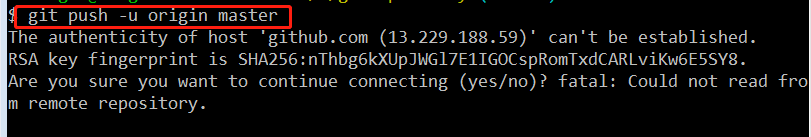 $ git push -u origin master
The authenticity of host 'github.com (13.229.188.59)' can't be established.
RSA key fingerprint is SHA256:nThbg6kXUpJWGl7E1IGOCspRomTxdCARLviKw6E5SY8.
Are you sure you want to continue connecting (yes/no)? fatal: Could not read fro
m remote repository.